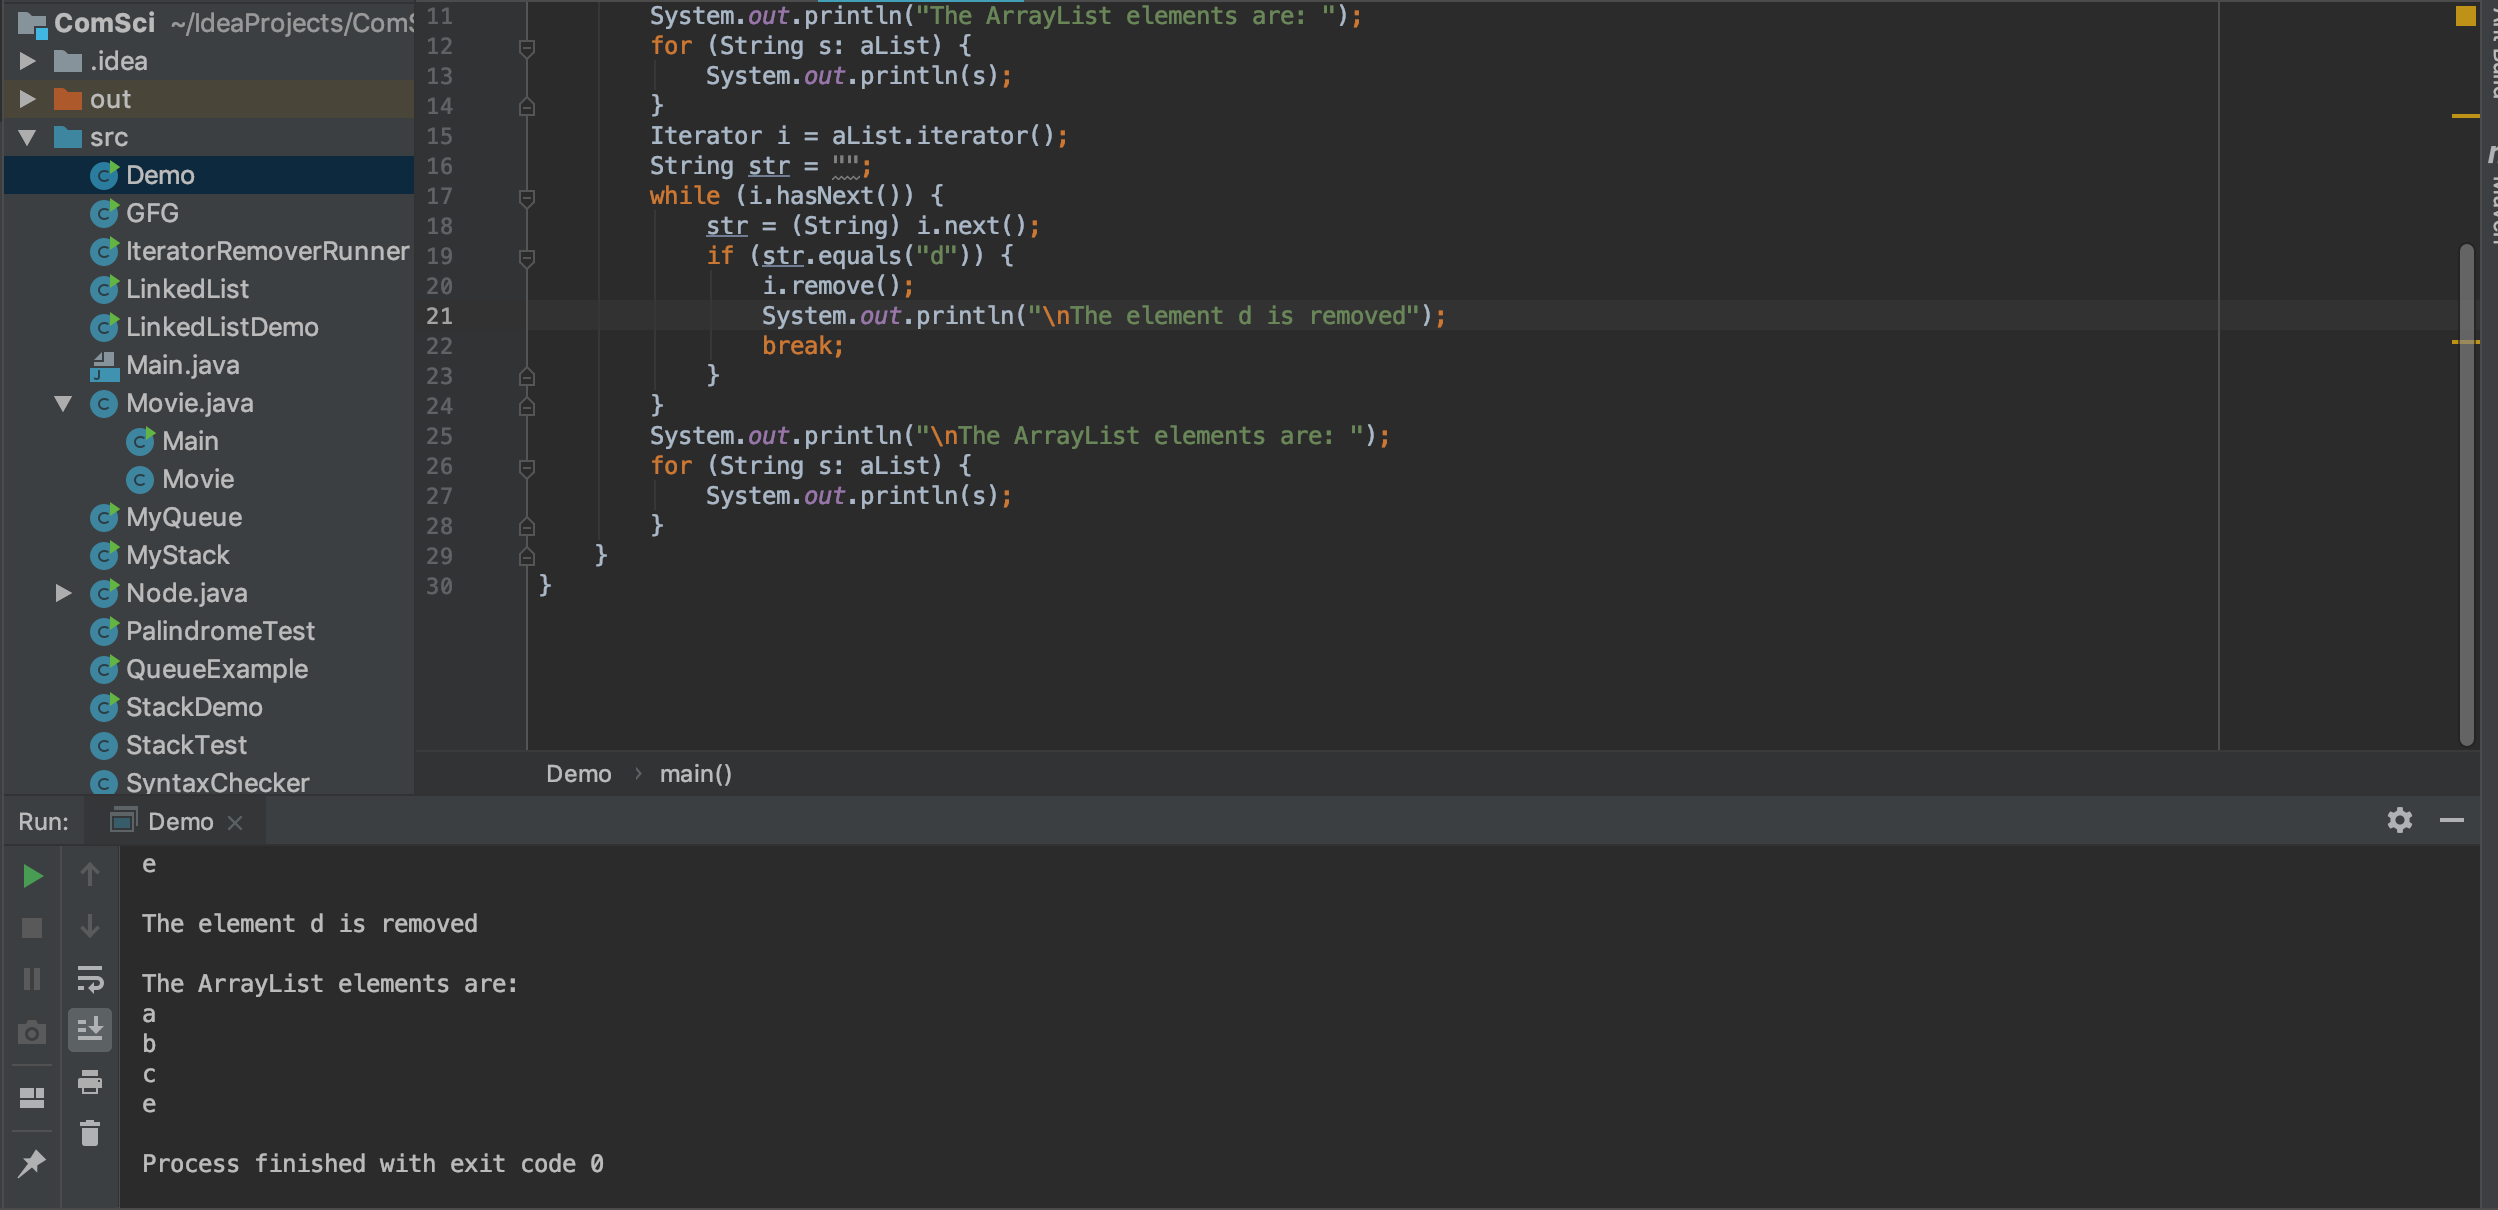 ComSci ~/IdeaProjects/Com
.idea
out
src
Demo
GFG
IteratorRemoverRunner
LinkedList
LinkedListDemo
Main.java
Movie.java
Main
Movie
MyQueue
MyStack
Node.java
PalindromeTest
QueueExample
StackDemo
StackTest
SyntaxChecker
11 System.out.println("The ArrayList elements are: ");
12 for (String s: aList) {
13 System.out.println(s);
14 }
15 Iterator i = aList.iterator();
16 String str = "";
17 while (i.hasNext()) {
18 str = (String) i.next();
19 if (str.equals("d")) {
20 i.remove();
21 System.out.println("\nThe element d is removed");
22 break;
23 }
24 }
25 System.out.println("\nThe ArrayList elements are: ");
26 for (String s: aList) {
27 System.out.println(s);
28 }
29 }
30 }
Demo › main()
Run: Demo
e
The element d is removed
The ArrayList elements are:
a
b
c
e
Process finished with exit code 0